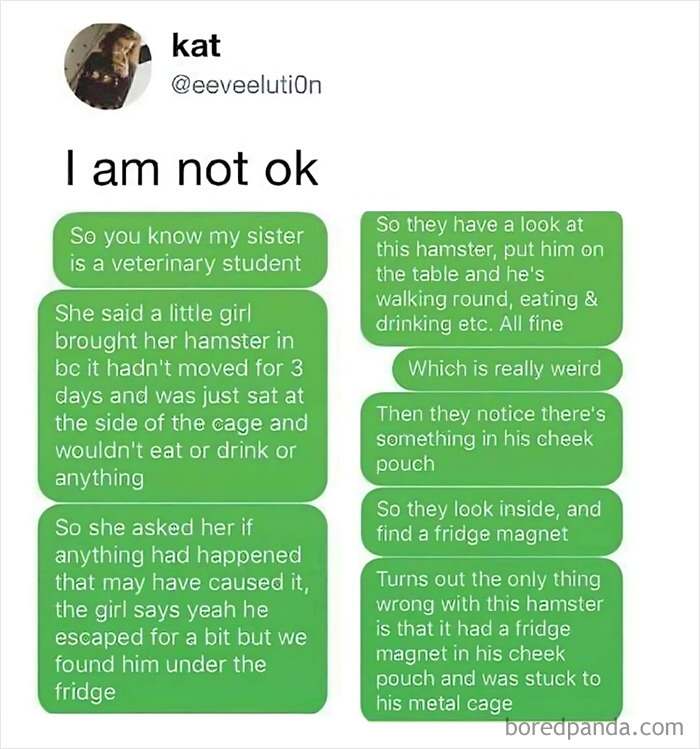 kat
@eeveeluti0n
I am not ok
So you know my sister
is a veterinary student
She said a little girl
brought her hamster in
bc it hadn't moved for 3
days and was just sat at
the side of the cage and
wouldn't eat or drink or
anything
So she asked her if
anything had happened
that may have caused it,
the girl says yeah he
escaped for a bit but we
found him under the
fridge
So they have a look at
this hamster, put him on
the table and he's
walking round, eating &
drinking etc. All fine
Which is really weird
Then they notice there's
something in his cheek
pouch
So they look inside, and
find a fridge magnet
Turns out the only thing
wrong with this hamster
is that it had a fridge
magnet in his cheek
pouch and was stuck to
his metal cage
boredpanda.com